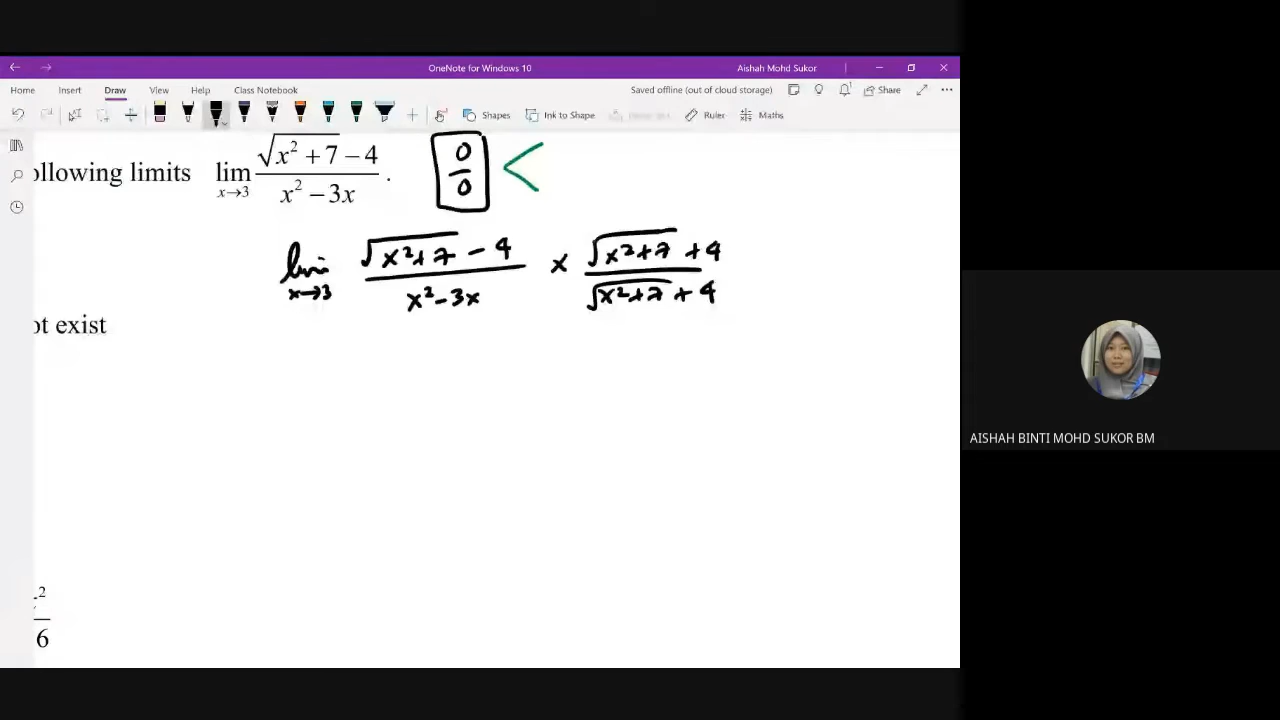 OneNote for Windows 10
Aishah Mohd Sukor
Home Insert Draw View Help Class Notebook
Saved offline (out of cloud storage)
Share
Shapes Ink to Shape Ruler Maths
ollowing limits lim x→3 √(x² + 7) − 4 / x² − 3x .
0/0 <
lim x→3 √(x²+7) − 4 / x² − 3x × √(x²+7) + 4 / √(x²+7) + 4
ot exist
2
6
AISHAH BINTI MOHD SUKOR BM